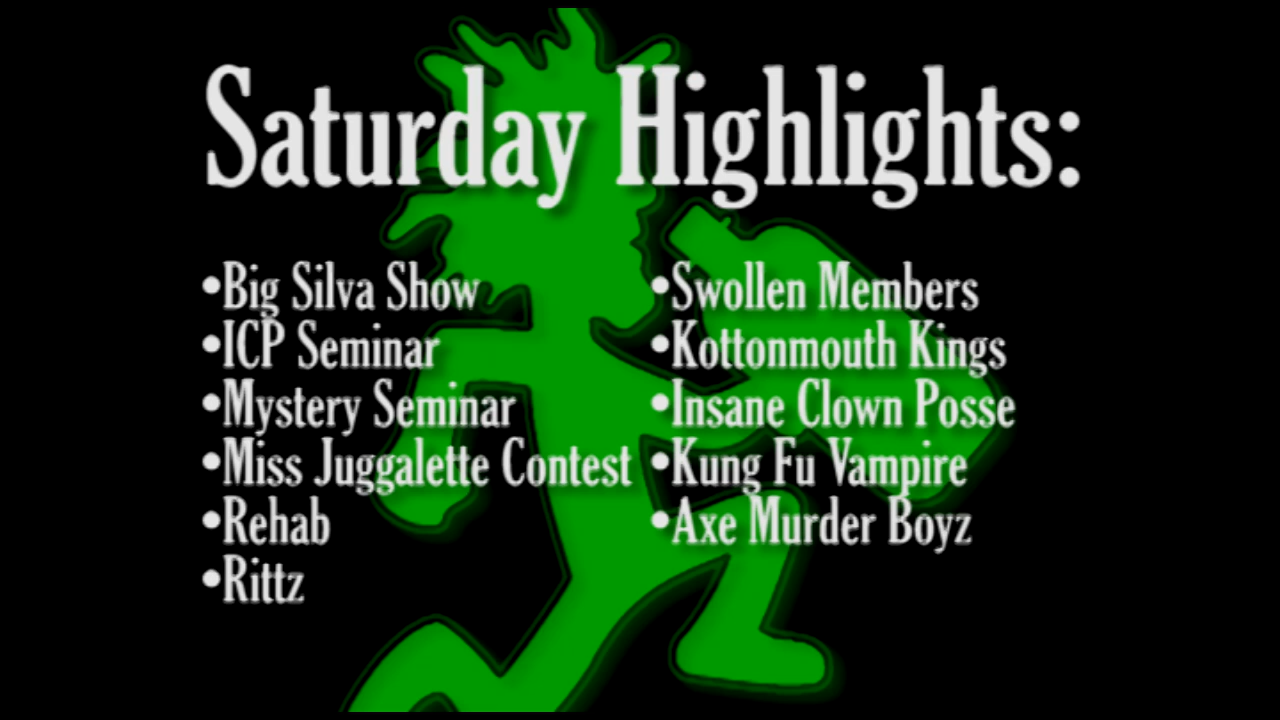 Saturday Highlights:
•Big Silva Show
•ICP Seminar
•Mystery Seminar
•Miss Juggalette Contest
•Rehab
•Rittz
•Swollen Members
•Kottonmouth Kings
•Insane Clown Posse
•Kung Fu Vampire
•Axe Murder Boyz